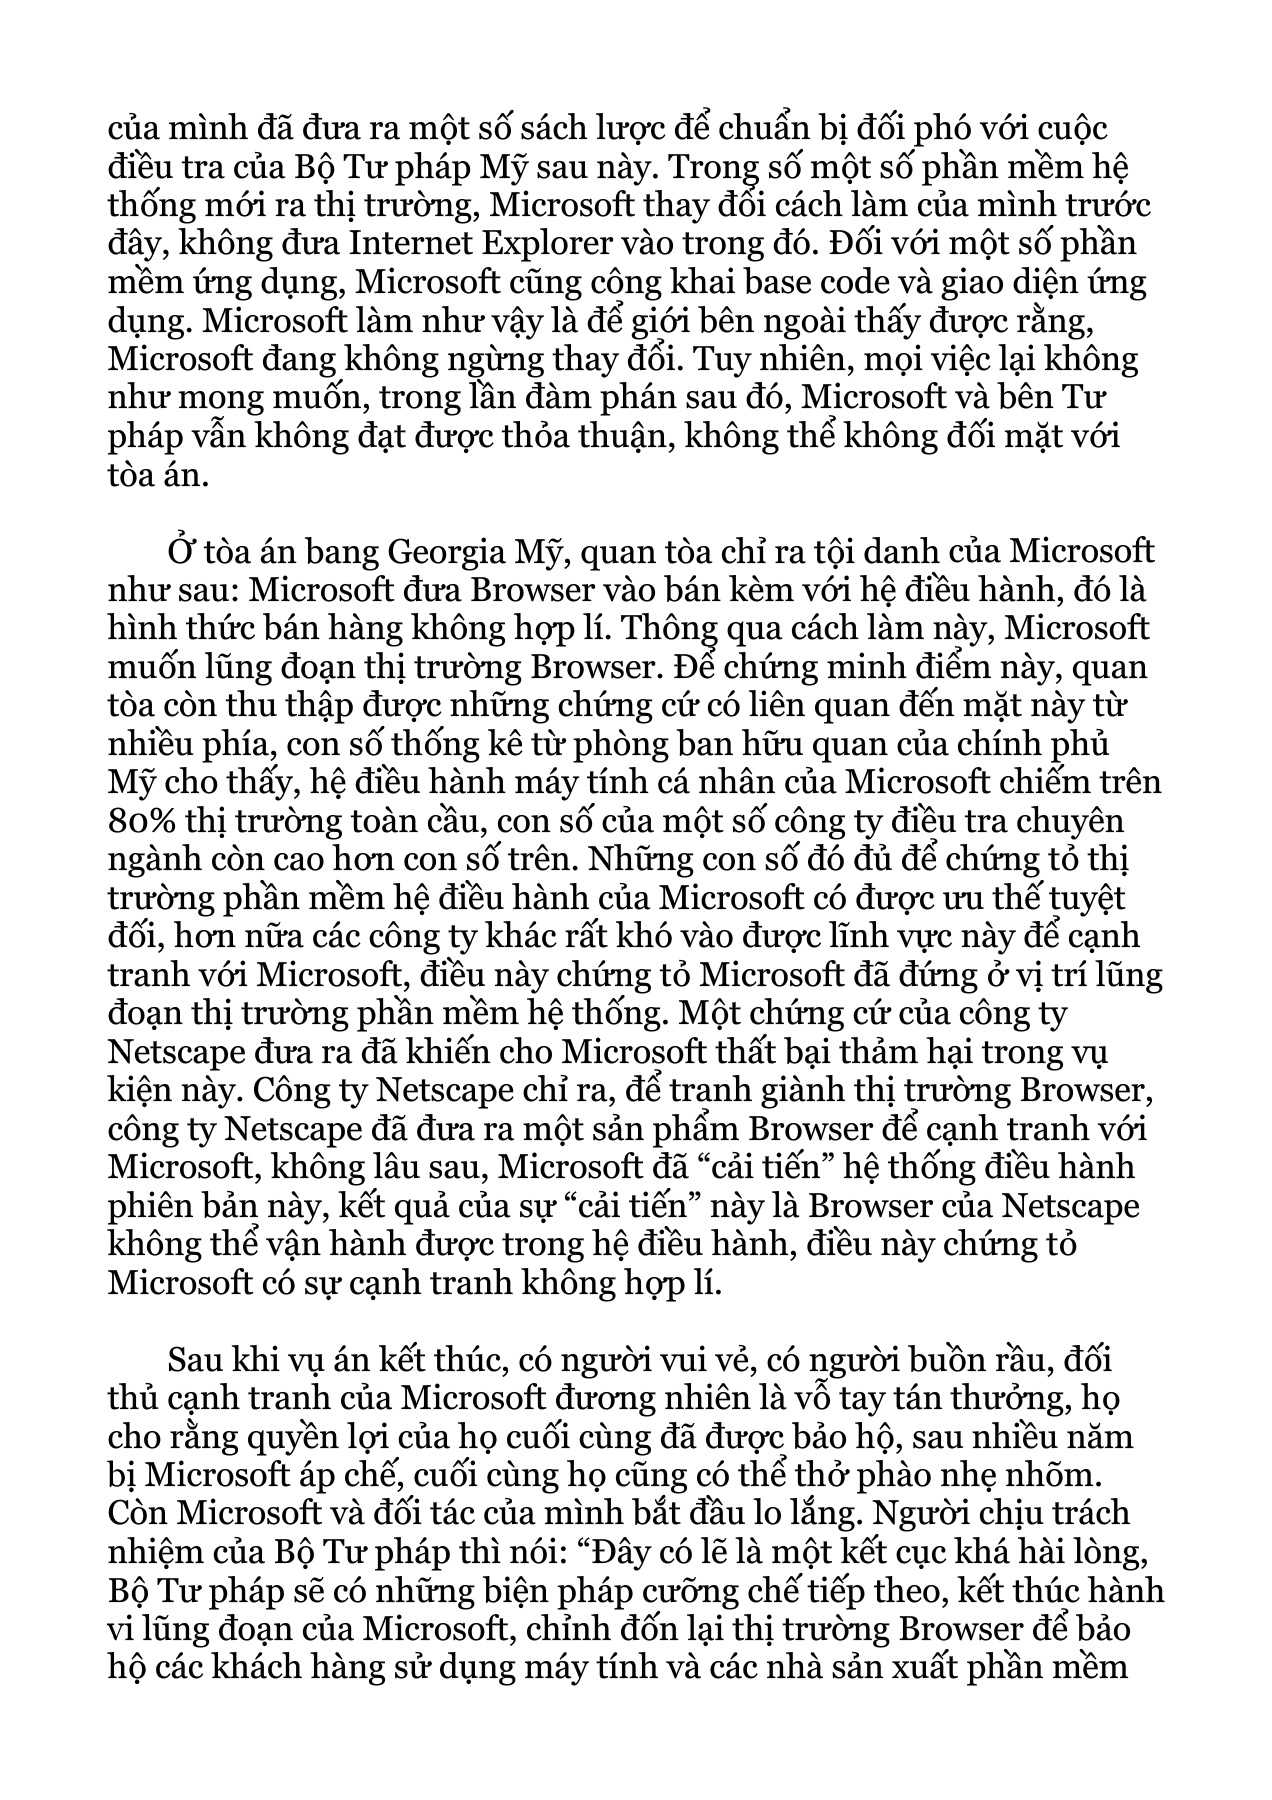 của mình đã đưa ra một số sách lược để chuẩn bị đối phó với cuộc
điều tra của Bộ Tư pháp Mỹ sau này. Trong số một số phần mềm hệ
thống mới ra thị trường, Microsoft thay đổi cách làm của mình trước
đây, không đưa Internet Explorer vào trong đó. Đối với một số phần
mềm ứng dụng, Microsoft cũng công khai base code và giao diện ứng
dụng. Microsoft làm như vậy là để giới bên ngoài thấy được rằng,
Microsoft đang không ngừng thay đổi. Tuy nhiên, mọi việc lại không
như mong muốn, trong lần đàm phán sau đó, Microsoft và bên Tư
pháp vẫn không đạt được thỏa thuận, không thể không đối mặt với
tòa án.
Ở tòa án bang Georgia Mỹ, quan tòa chỉ ra tội danh của Microsoft
như sau: Microsoft đưa Browser vào bán kèm với hệ điều hành, đó là
hình thức bán hàng không hợp lí. Thông qua cách làm này, Microsoft
muốn lũng đoạn thị trường Browser. Để chứng minh điểm này, quan
tòa còn thu thập được những chứng cứ có liên quan đến mặt này từ
nhiều phía, con số thống kê từ phòng ban hữu quan của chính phủ
Mỹ cho thấy, hệ điều hành máy tính cá nhân của Microsoft chiếm trên
80% thị trường toàn cầu, con số của một số công ty điều tra chuyên
ngành còn cao hơn con số trên. Những con số đó đủ để chứng tỏ thị
trường phần mềm hệ điều hành của Microsoft có được ưu thế tuyệt
đối, hơn nữa các công ty khác rất khó vào được lĩnh vực này để cạnh
tranh với Microsoft, điều này chứng tỏ Microsoft đã đứng ở vị trí lũng
đoạn thị trường phần mềm hệ thống. Một chứng cứ của công ty
Netscape đưa ra đã khiến cho Microsoft thất bại thảm hại trong vụ
kiện này. Công ty Netscape chỉ ra, để tranh giành thị trường Browser,
công ty Netscape đã đưa ra một sản phẩm Browser để cạnh tranh với
Microsoft, không lâu sau, Microsoft đã “cải tiến” hệ thống điều hành
phiên bản này, kết quả của sự “cải tiến” này là Browser của Netscape
không thể vận hành được trong hệ điều hành, điều này chứng tỏ
Microsoft có sự cạnh tranh không hợp lí.
Sau khi vụ án kết thúc, có người vui vẻ, có người buồn rầu, đối
thủ cạnh tranh của Microsoft đương nhiên là vỗ tay tán thưởng, họ
cho rằng quyền lợi của họ cuối cùng đã được bảo hộ, sau nhiều năm
bị Microsoft áp chế, cuối cùng họ cũng có thể thở phào nhẹ nhõm.
Còn Microsoft và đối tác của mình bắt đầu lo lắng. Người chịu trách
nhiệm của Bộ Tư pháp thì nói: “Đây có lẽ là một kết cục khá hài lòng,
Bộ Tư pháp sẽ có những biện pháp cưỡng chế tiếp theo, kết thúc hành
vi lũng đoạn của Microsoft, chỉnh đốn lại thị trường Browser để bảo
hộ các khách hàng sử dụng máy tính và các nhà sản xuất phần mềm